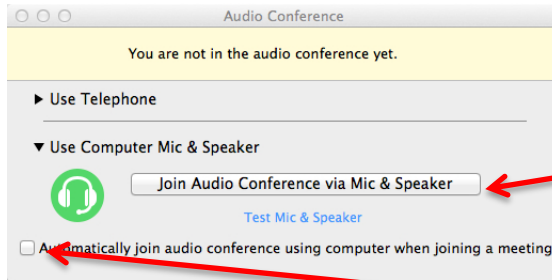 Audio Conference
You are not in the audio conference yet.
▶ Use Telephone
▼ Use Computer Mic & Speaker
Join Audio Conference via Mic & Speaker
Test Mic & Speaker
Automatically join audio conference using computer when joining a meeting